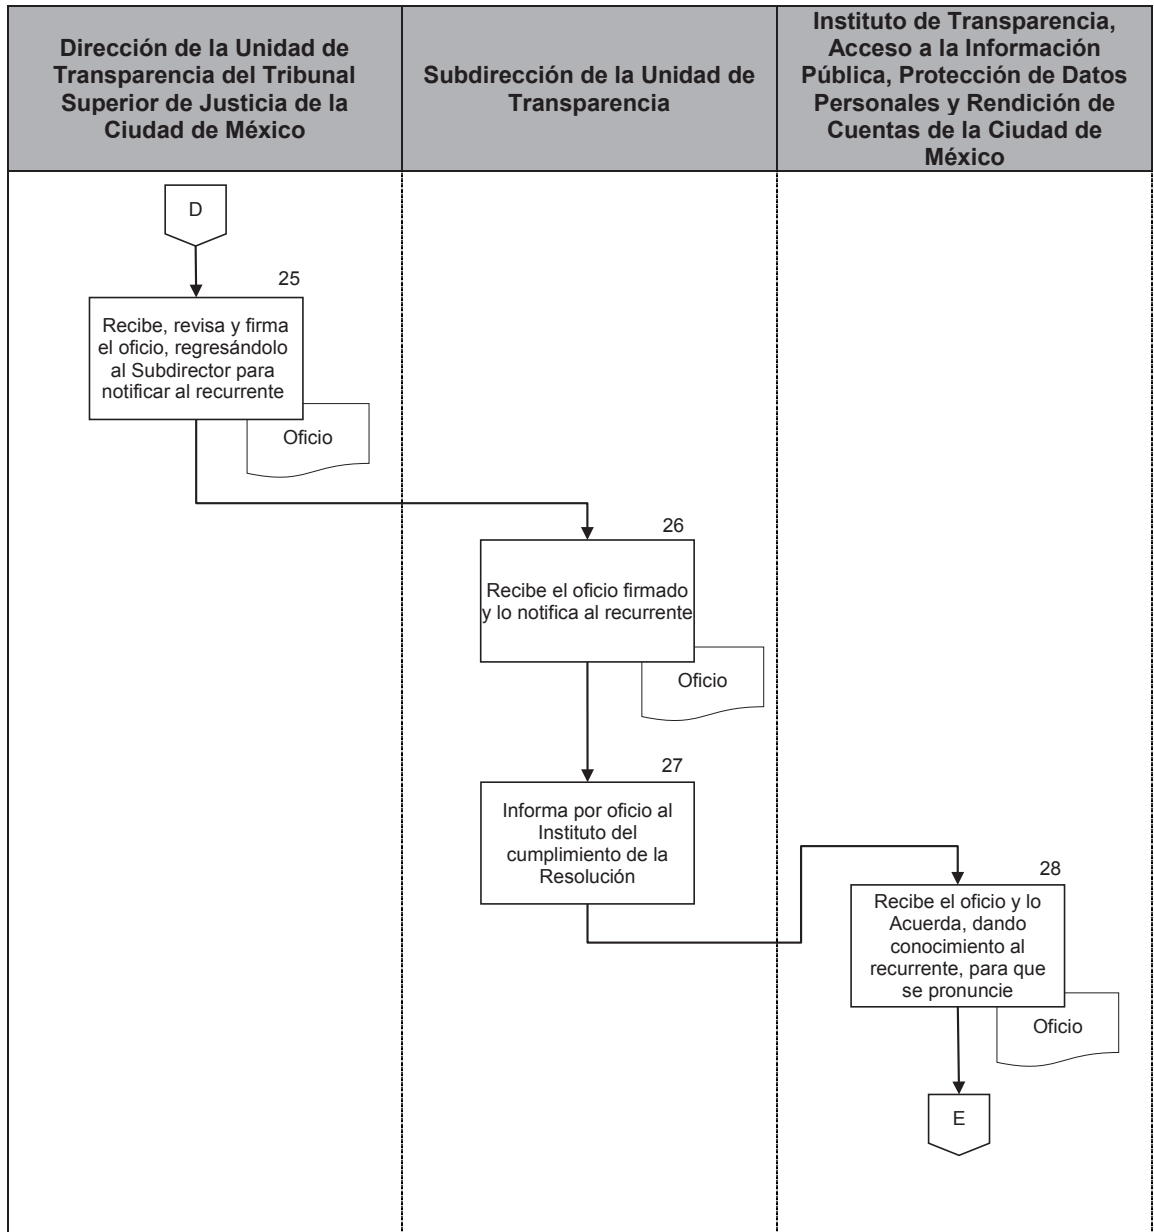 Dirección de la Unidad de
Transparencia del Tribunal
Superior de Justicia de la
Ciudad de México
Subdirección de la Unidad de
Transparencia
Instituto de Transparencia,
Acceso a la Información
Pública, Protección de Datos
Personales y Rendición de
Cuentas de la Ciudad de
México
D
25
Recibe, revisa y firma
el oficio, regresándolo
al Subdirector para
notificar al recurrente
Oficio
26
Recibe el oficio firmado
y lo notifica al recurrente
Oficio
27
Informa por oficio al
Instituto del
cumplimiento de la
Resolución
28
Recibe el oficio y lo
Acuerda, dando
conocimiento al
recurrente, para que
se pronuncie
Oficio
E